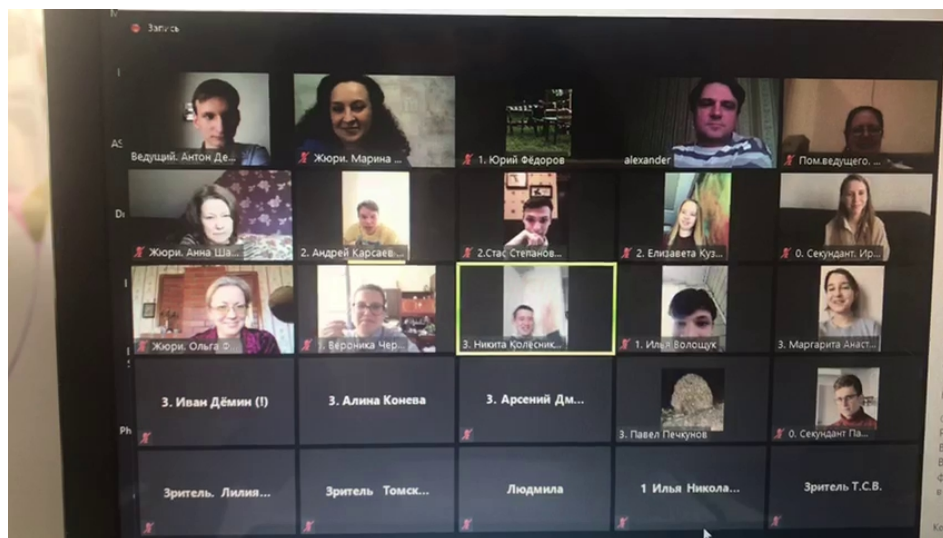 Запись
Ведущий. Антон Де...
Жюри. Марина ...
1. Юрий Фёдоров
alexander
Пом.ведущего. ...
Жюри. Анна Ша...
2. Андрей Карсаев ...
2.Стас Степанов...
2. Елизавета Куз...
0. Секундант. Ир...
Жюри. Ольга Ф...
1. Вероника Чер...
3. Никита Колесник...
1. Илья Волощук
3. Маргарита Анаст...
3. Иван Дёмин (!)
3. Алина Конева
3. Арсений Дм...
3. Павел Печкунов
0. Секундант Па...
Зритель. Лилия...
Зритель Томск...
Людмила
1 Илья Никола...
Зритель Т.С.В.